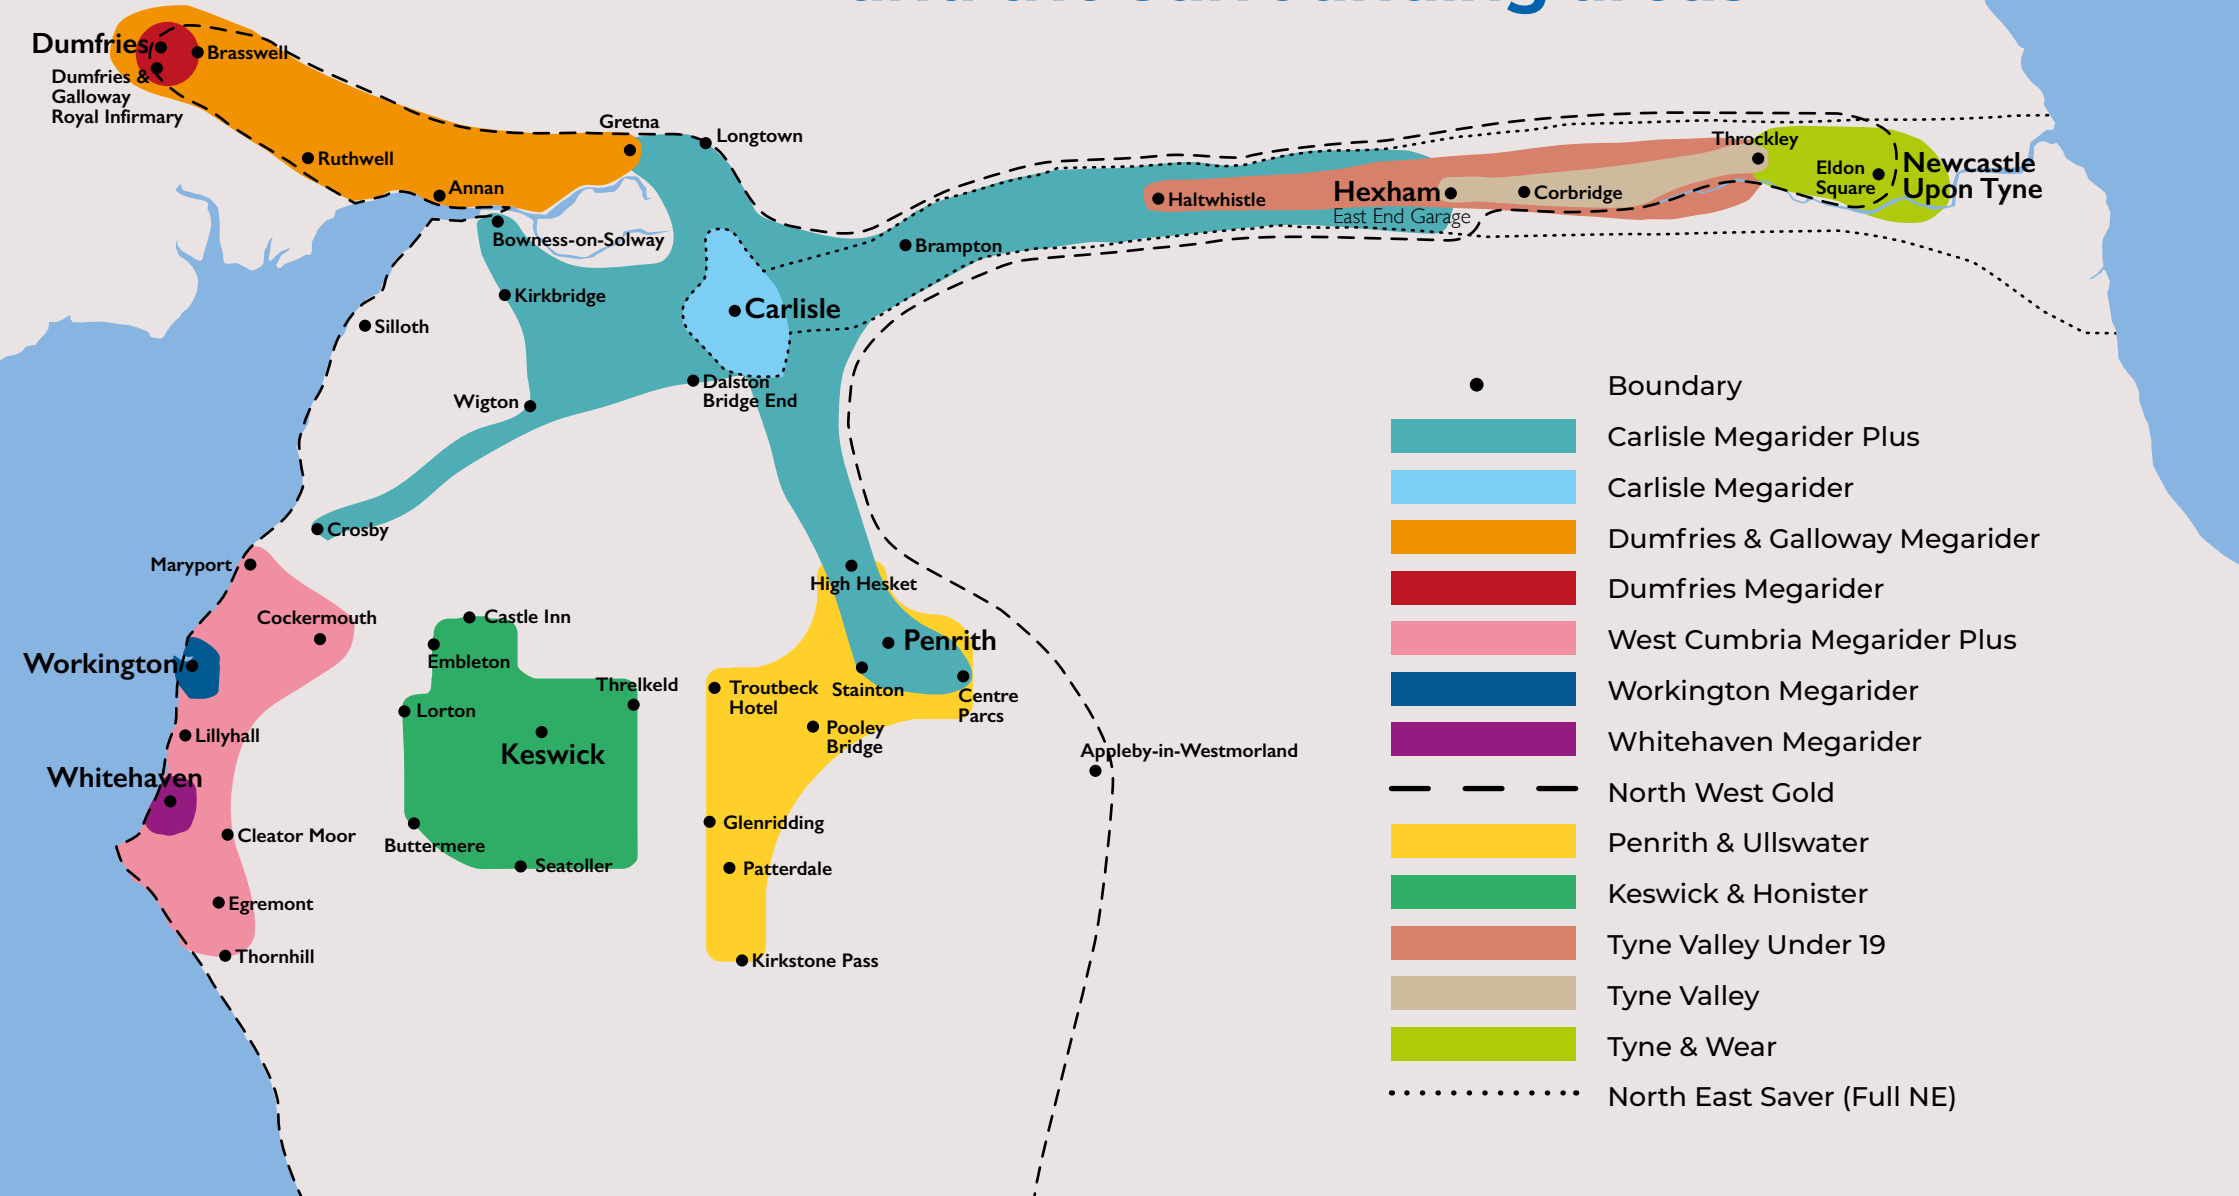 and the surrounding areas
Dumfries
Brasswell
Dumfries &
Galloway
Royal Infirmary
Gretna
Longtown
Ruthwell
Annan
Bowness-on-Solway
Kirkbridge
Silloth
Brampton
Carlisle
Haltwhistle
Hexham
East End Garage
Corbridge
Throckley
Eldon
Square
Newcastle
Upon Tyne
Wigton
Dalston
Bridge End
Crosby
Maryport
Cockermouth
Workington
Lillyhall
Whitehaven
Cleator Moor
Egremont
Thornhill
Castle Inn
Embleton
Lorton
Threlkeld
Keswick
Buttermere
Seatoller
High Hesket
Penrith
Stainton
Centre
Parcs
Troutbeck
Hotel
Pooley
Bridge
Glenridding
Patterdale
Kirkstone Pass
Appleby-in-Westmorland
Boundary
Carlisle Megarider Plus
Carlisle Megarider
Dumfries & Galloway Megarider
Dumfries Megarider
West Cumbria Megarider Plus
Workington Megarider
Whitehaven Megarider
North West Gold
Penrith & Ullswater
Keswick & Honister
Tyne Valley Under 19
Tyne Valley
Tyne & Wear
North East Saver (Full NE)